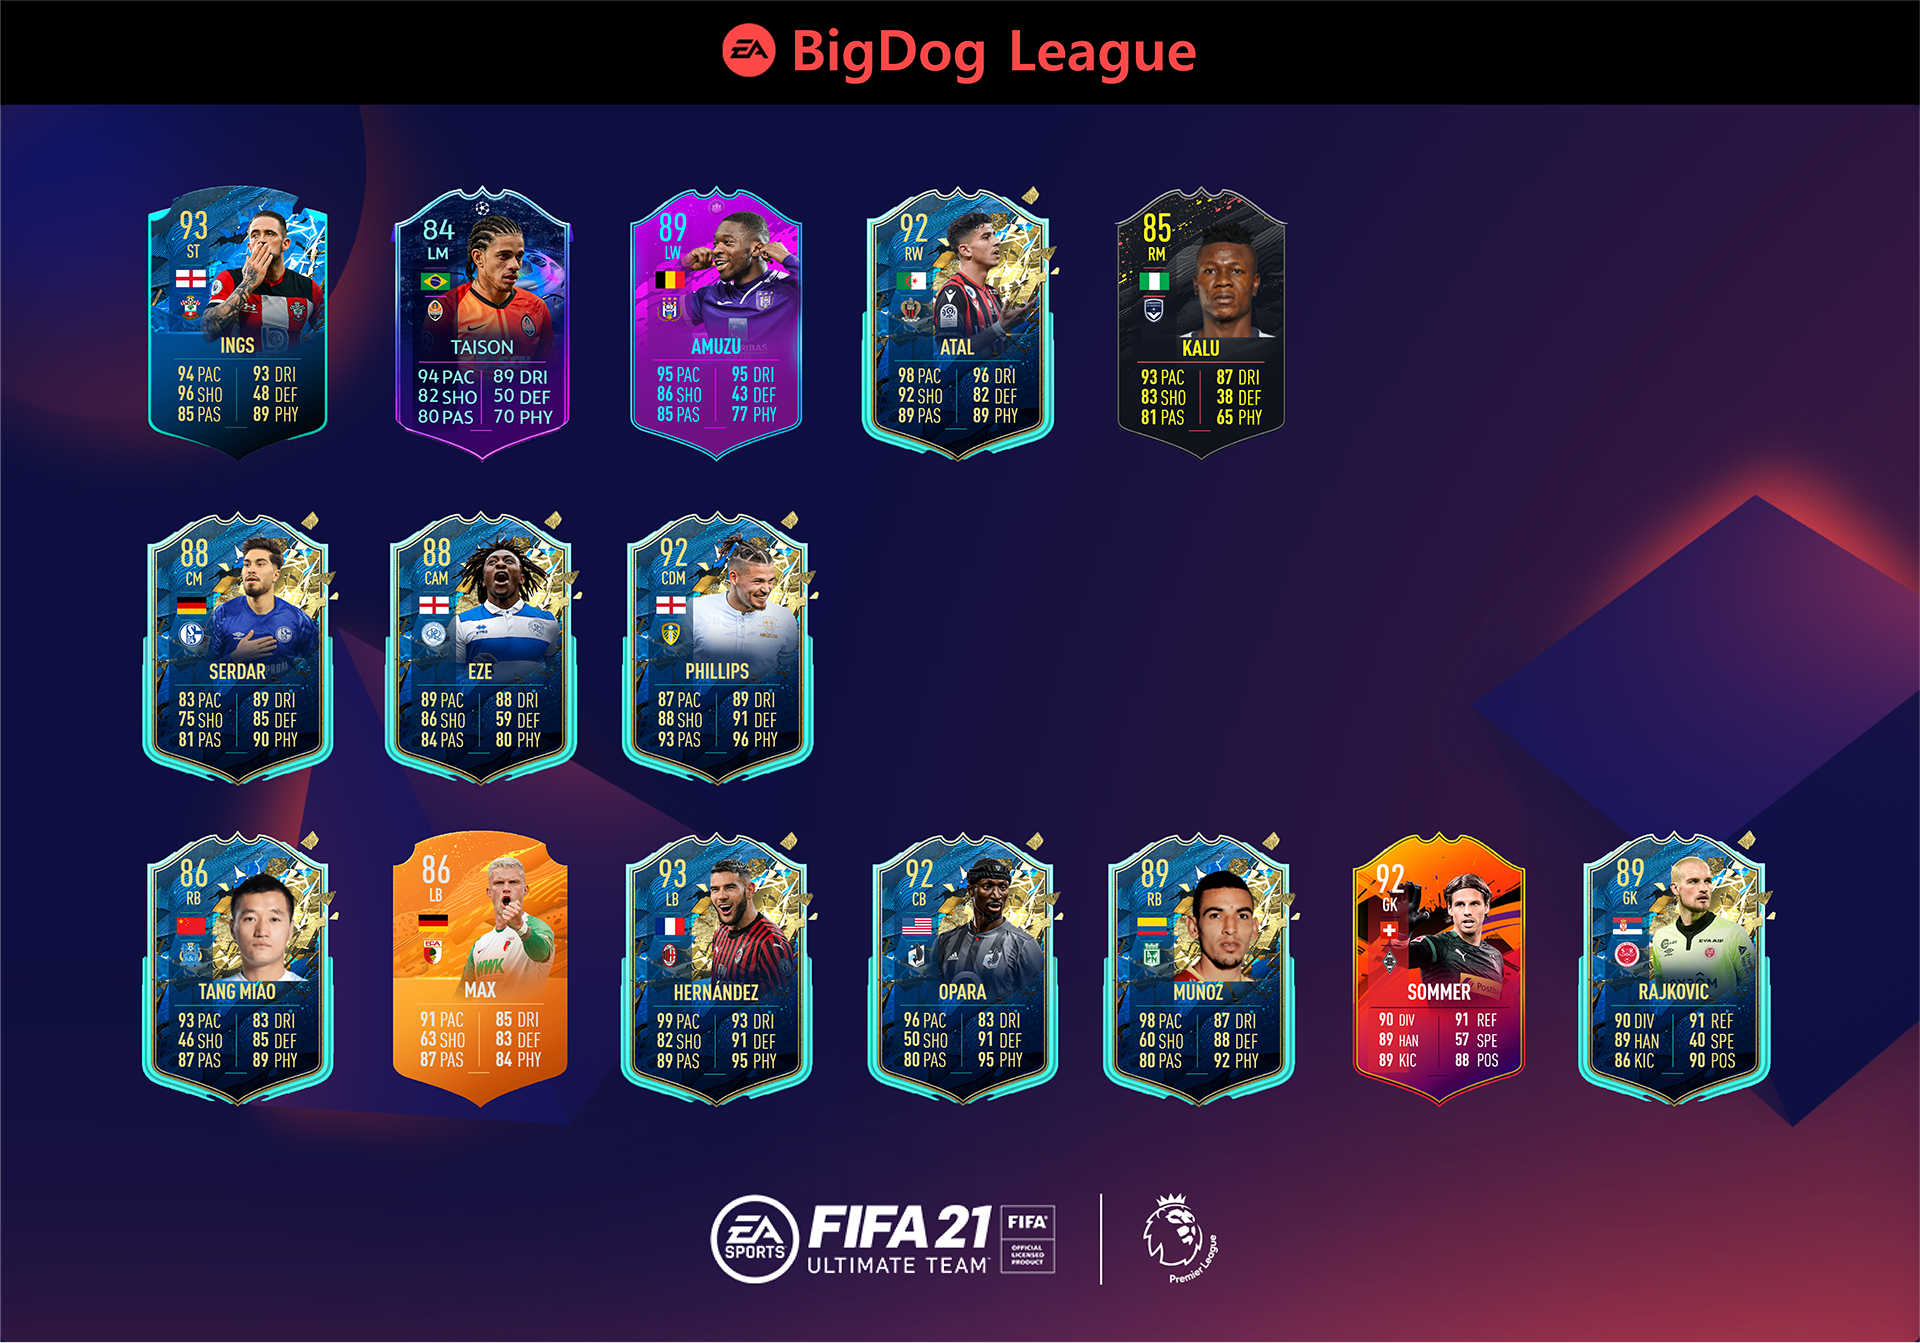 EA BigDog League
93
ST
INGS
94 PAC 93 DRI
96 SHO 48 DEF
85 PAS 89 PHY
84
LM
TAISON
94 PAC 89 DRI
82 SHO 50 DEF
80 PAS 70 PHY
89
LW
AMUZU
95 PAC 95 DRI
86 SHO 43 DEF
85 PAS 77 PHY
92
RW
ATAL
98 PAC 96 DRI
92 SHO 82 DEF
89 PAS 89 PHY
85
RM
KALU
93 PAC 87 DRI
83 SHO 38 DEF
81 PAS 65 PHY
88
CM
SERDAR
83 PAC 89 DRI
75 SHO 85 DEF
81 PAS 90 PHY
88
CAM
EZE
89 PAC 88 DRI
86 SHO 59 DEF
84 PAS 80 PHY
92
CDM
PHILLIPS
87 PAC 89 DRI
88 SHO 91 DEF
93 PAS 96 PHY
86
RB
TANG MIAO
93 PAC 83 DRI
46 SHO 85 DEF
87 PAS 89 PHY
86
LB
WWK
MAX
91 PAC 85 DRI
63 SHO 83 DEF
87 PAS 84 PHY
93
LB
HERNÁNDEZ
99 PAC 93 DRI
82 SHO 91 DEF
89 PAS 95 PHY
92
CB
OPARA
96 PAC 83 DRI
50 SHO 91 DEF
80 PAS 95 PHY
89
RB
MUÑOZ
98 PAC 87 DRI
60 SHO 88 DEF
80 PAS 92 PHY
92
GK
SOMMER
90 DIV 91 REF
89 HAN 57 SPE
89 KIC 88 POS
89
GK
RAJKOVIĆ
90 DIV 91 REF
89 HAN 40 SPE
86 KIC 90 POS
EA SPORTS
FIFA 21
ULTIMATE TEAM
FIFA
OFFICIAL
LICENSED
PRODUCT
Premier League